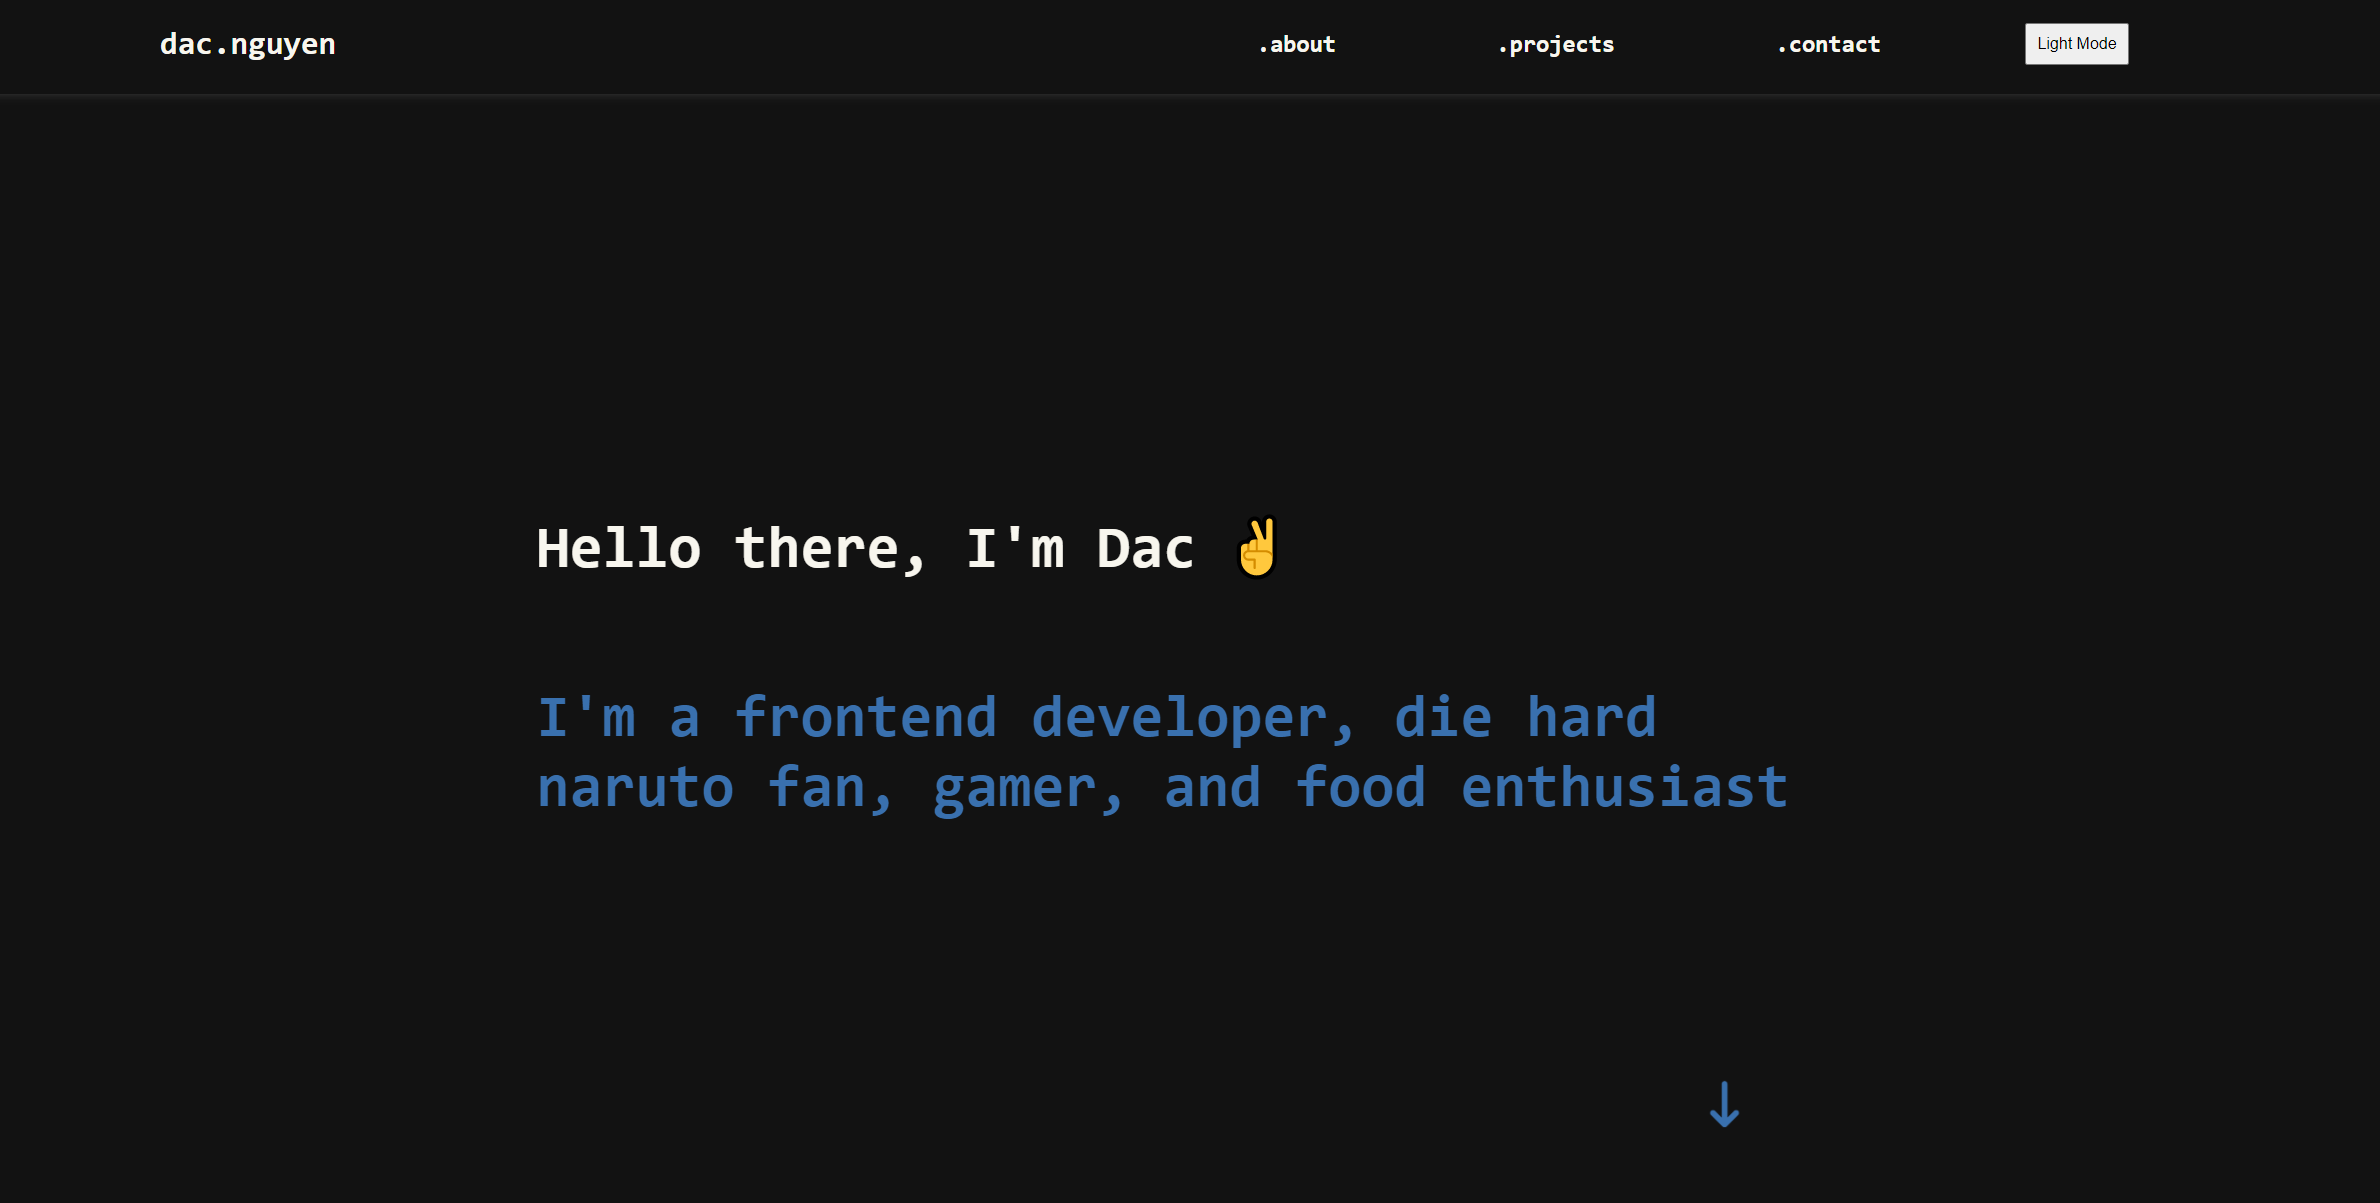 dac.nguyen
.about
.projects
.contact
Light Mode
Hello there, I'm Dac ✌
I'm a frontend developer, die hard
naruto fan, gamer, and food enthusiast